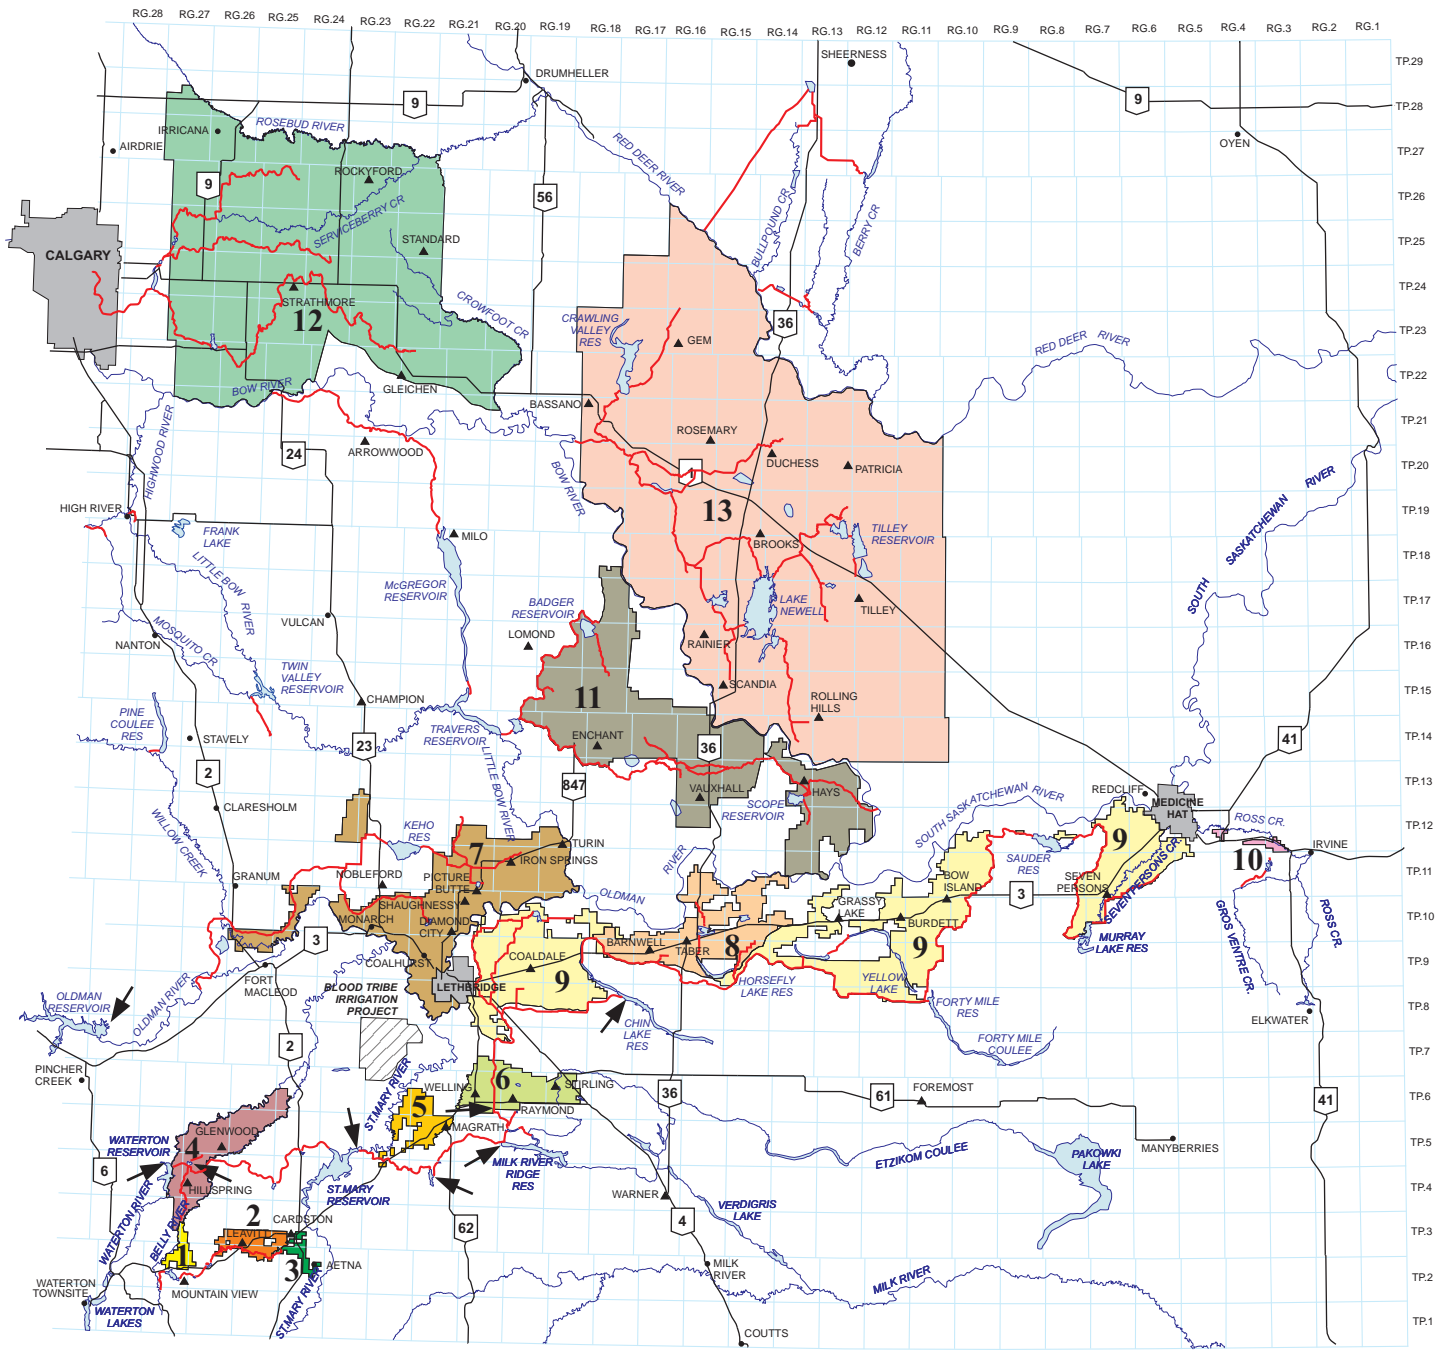 RG.28 RG.27 RG.26 RG.25 RG.24 RG.23 RG.22 RG.21 RG.20 RG.19 RG.18 RG.17 RG.16 RG.15 RG.14 RG.13 RG.12 RG.11 RG.10 RG.9 RG.8 RG.7 RG.6 RG.5 RG.4 RG.3 RG.2 RG.1
SHEERNESS
TP.29
DRUMHELLER
9
9
TP.28
ROSEBUD RIVER
IRRICANA
AIRDRIE
OYEN
TP.27
RED DEER RIVER
ROCKYFORD
9
56
TP.26
SERVICEBERRY CR
BULLPOUND CR
BERRY CR
STANDARD
TP.25
CALGARY
TP.24
STRATHMORE
CROWFOOT CR
12
CRAWLING
VALLEY
RES
GEM
36
RED DEER RIVER
TP.23
BOW RIVER
GLEICHEN
TP.22
BASSANO
HIGHWOOD RIVER
ARROWWOOD
ROSEMARY
TP.21
24
BOW RIVER
1
DUCHESS
PATRICIA
TP.20
SOUTH SASKATCHEWAN RIVER
HIGH RIVER
13
TP.19
FRANK
LAKE
MILO
BROOKS
TILLEY
RESERVOIR
TP.18
LITTLE BOW RIVER
McGREGOR
RESERVOIR
BADGER
RESERVOIR
LAKE
NEWELL
TILLEY
TP.17
VULCAN
MOSQUITO CR
NANTON
LOMOND
RAINIER
TP.16
TWIN
VALLEY
RESERVOIR
CHAMPION
11
SCANDIA
ROLLING
HILLS
TP.15
PINE
COULEE
RES
STAVELY
TRAVERS
RESERVOIR
23
ENCHANT
36
41
TP.14
LITTLE BOW RIVER
2
847
VAUXHALL
HAYS
SCOPE
RESERVOIR
SOUTH SASKATCHEWAN RIVER
REDCLIFF
MEDICINE
HAT
TP.13
CLARESHOLM
WILLOW CREEK
KEHO
RES
7
TURIN
IRON SPRINGS
RIVER
9
ROSS CR.
IRVINE
TP.12
SAUDER
RES
10
GRANUM
NOBLEFORD
PICTURE
BUTTE
SHAUGHNESSY
OLDMAN
BOW
ISLAND
3
SEVEN
PERSONS
SEVEN PERSONS CR.
TP.11
MONARCH
DIAMOND
CITY
GRASSY
LAKE
BURDETT
GROS VENTRE CR.
ROSS CR.
TP.10
3
BARNWELL
TABER
8
9
MURRAY
LAKE RES
COALHURST
COALDALE
9
TP.9
FORT
MACLEOD
BLOOD TRIBE
IRRIGATION
PROJECT
LETHBRIDGE
HORSEFLY
LAKE RES
YELLOW
LAKE
OLDMAN
RESERVOIR
OLDMAN RIVER
FORTY MILE
RES
ELKWATER
TP.8
CHIN
LAKE
RES
2
FORTY MILE
COULEE
TP.7
PINCHER
CREEK
ST.MARY RIVER
WELLING
6
STIRLING
36
61
FOREMOST
41
TP.6
5
RAYMOND
MAGRATH
GLENWOOD
WATERTON
RESERVOIR
4
ETZIKOM COULEE
PAKOWKI
LAKE
MANYBERRIES
TP.5
6
MILK RIVER
RIDGE
RES
HILLSPRING
ST.MARY
RESERVOIR
WARNER
VERDIGRIS
LAKE
TP.4
WATERTON RIVER
BELLY RIVER
2
CARDSTON
LEAVITT
62
4
TP.3
1
3
AETNA
MILK
RIVER
MILK RIVER
TP.2
WATERTON
TOWNSITE
MOUNTAIN VIEW
ST.MARY RIVER
WATERTON
LAKES
COUTTS
TP.1